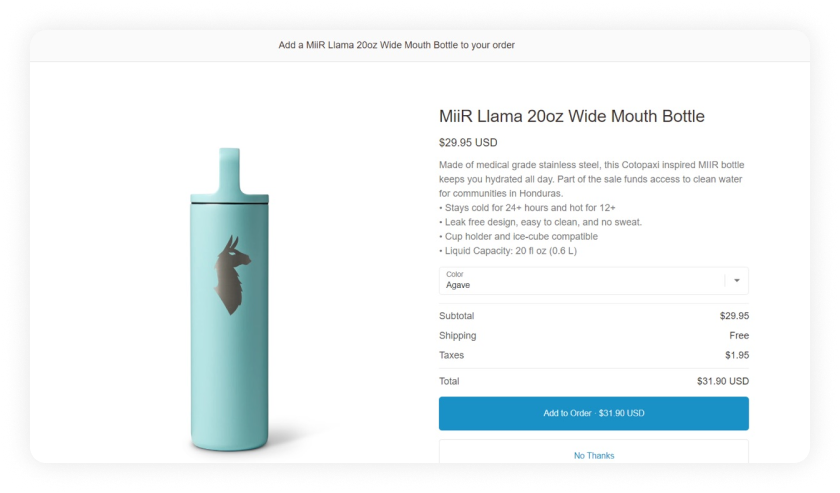 Add a MiiR Llama 20oz Wide Mouth Bottle to your order
MiiR Llama 20oz Wide Mouth Bottle
$29.95 USD
Made of medical grade stainless steel, this Cotopaxi inspired MIIR bottle
keeps you hydrated all day. Part of the sale funds access to clean water
for communities in Honduras.
• Stays cold for 24+ hours and hot for 12+
• Leak free design, easy to clean, and no sweat.
• Cup holder and ice-cube compatible
• Liquid Capacity: 20 fl oz (0.6 L)
Color
Agave
Subtotal $29.95
Shipping Free
Taxes $1.95
Total $31.90 USD
Add to Order · $31.90 USD
No Thanks